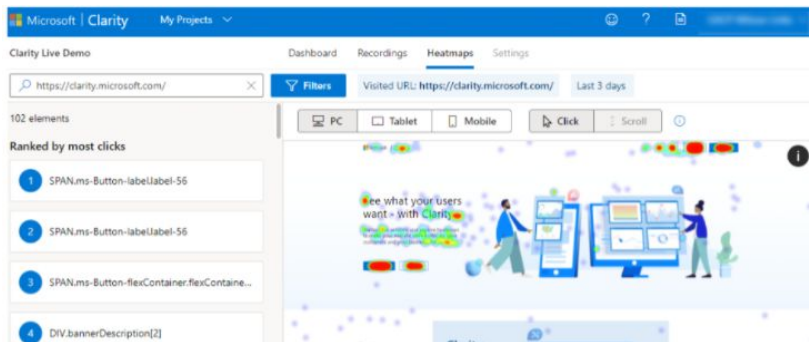 Microsoft | Clarity My Projects
Clarity Live Demo
Dashboard Recordings Heatmaps Settings
https://clarity.microsoft.com/
Filters Visited URL: https://clarity.microsoft.com/ Last 3 days
102 elements
PC Tablet Mobile Click Scroll
Ranked by most clicks
1 SPAN.ms-Button-label.label-56
2 SPAN.ms-Button-label.label-56
3 SPAN.ms-Button-flexContainer.flexContaine...
4 DIV.bannerDescription[2]
See what your users
want - with Clarity